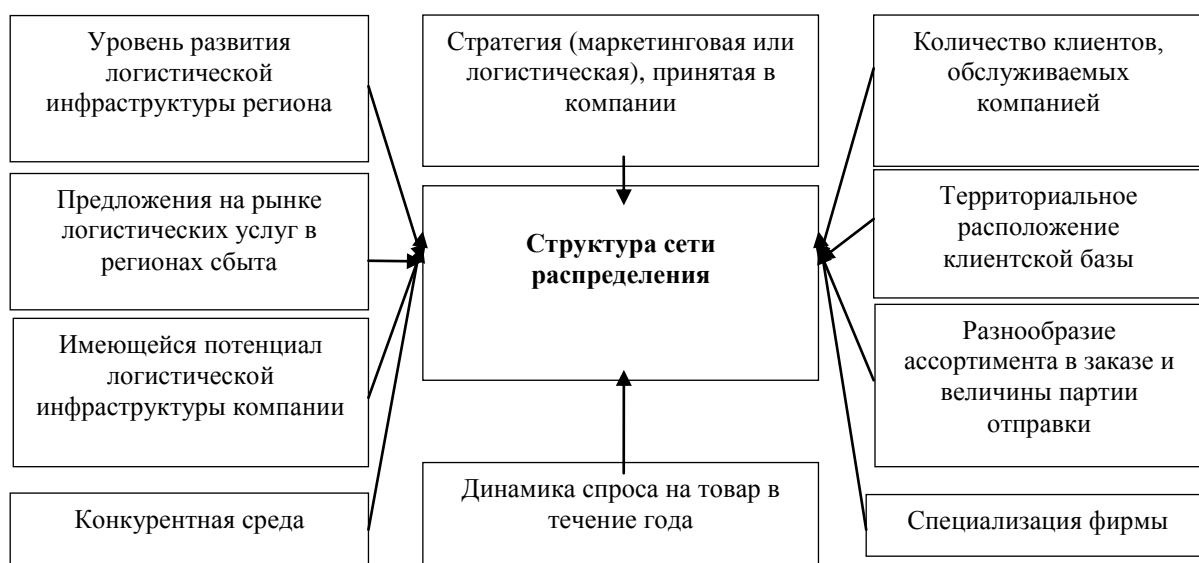 Уровень развития
логистической
инфраструктуры региона
Стратегия (маркетинговая или
логистическая), принятая в
компании
Количество клиентов,
обслуживаемых
компанией
Предложения на рынке
логистических услуг в
регионах сбыта
Структура сети
распределения
Территориальное
расположение
клиентской базы
Имеющейся потенциал
логистической
инфраструктуры компании
Разнообразие
ассортимента в заказе и
величины партии
отправки
Конкурентная среда
Динамика спроса на товар в
течение года
Специализация фирмы